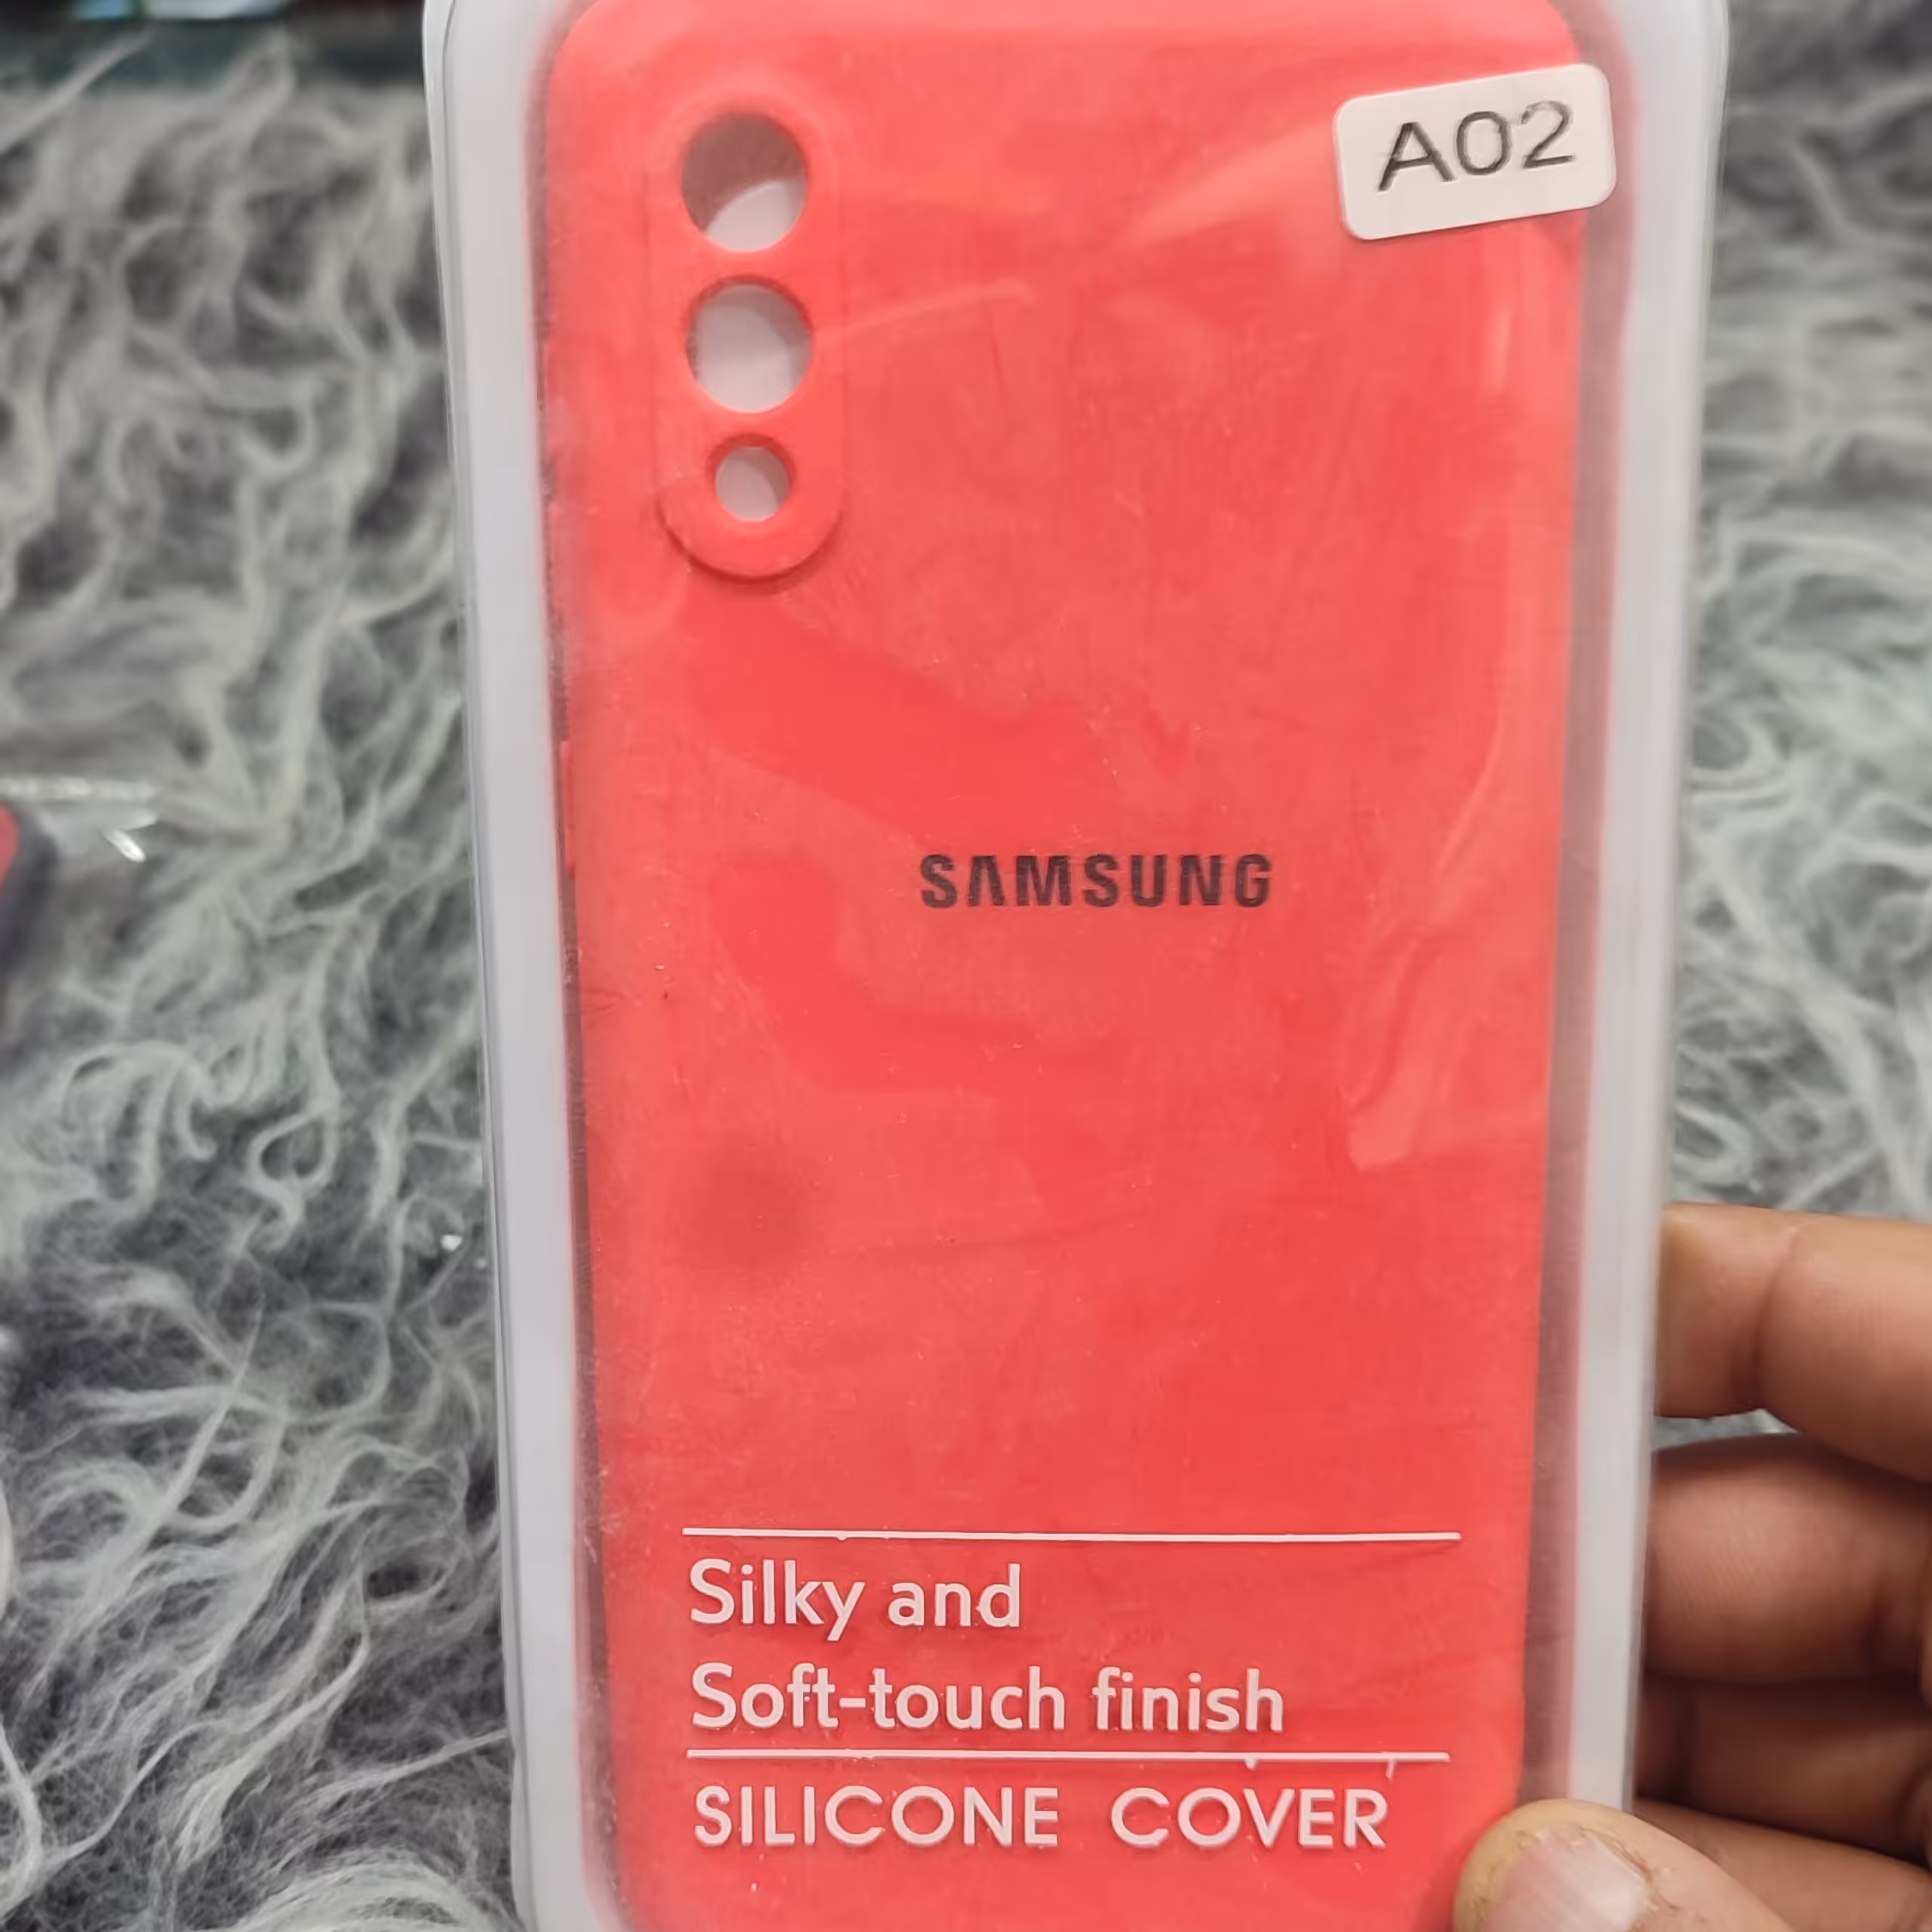 A02
SAMSUNG
Silky and
Soft-touch finish
SILICONE COVER